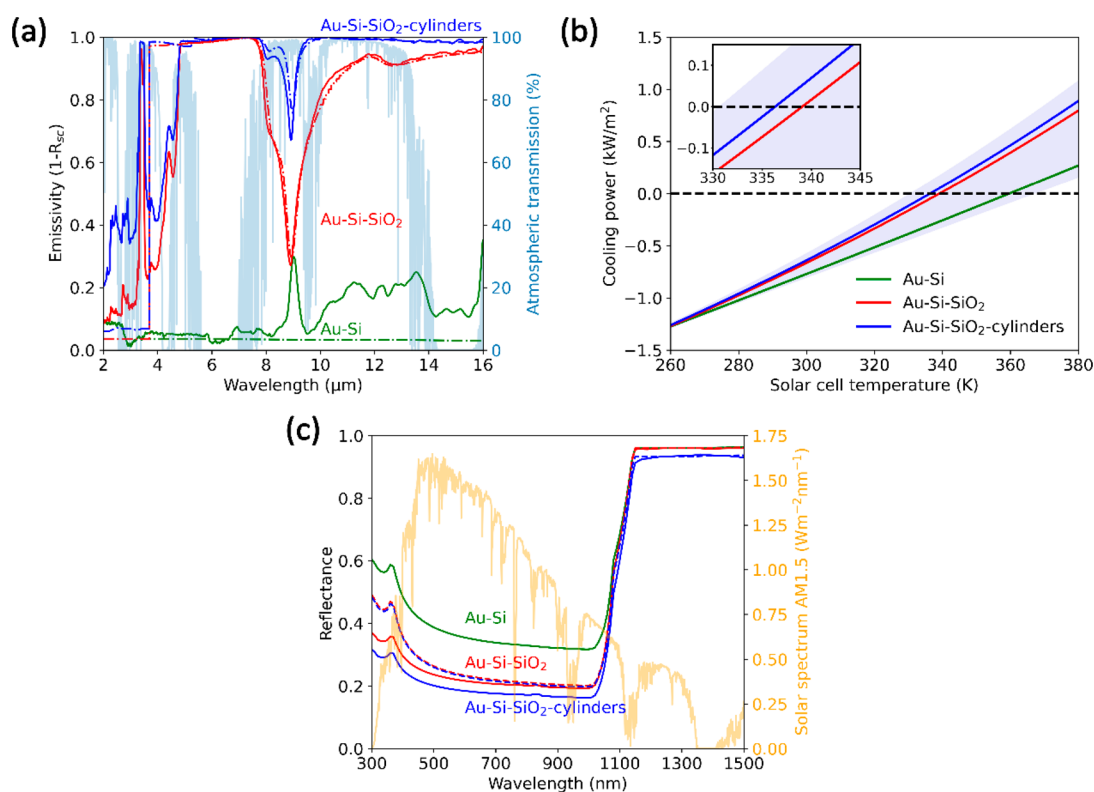 (a)
Au-Si-SiO₂-cylinders
1.0
0.8
0.6
0.4
0.2
0.0
Emissivity (1-R_sc)
Au-Si-SiO₂
Au-Si
100
80
60
40
20
0
Atmospheric transmission (%)
2 4 6 8 10 12 14 16
Wavelength (µm)
(b)
1.5
1.0
0.5
0.0
−0.5
−1.0
−1.5
Cooling power (kW/m²)
0.1
0.0
−0.1
330 335 340 345
Au-Si
Au-Si-SiO₂
Au-Si-SiO₂-cylinders
260 280 300 320 340 360 380
Solar cell temperature (K)
(c)
1.0
0.8
0.6
0.4
0.2
0.0
Reflectance
Au-Si
Au-Si-SiO₂
Au-Si-SiO₂-cylinders
1.75
1.50
1.25
1.00
0.75
0.50
0.25
0.00
Solar spectrum AM1.5 (Wm⁻²nm⁻¹)
300 500 700 900 1100 1300 1500
Wavelength (nm)